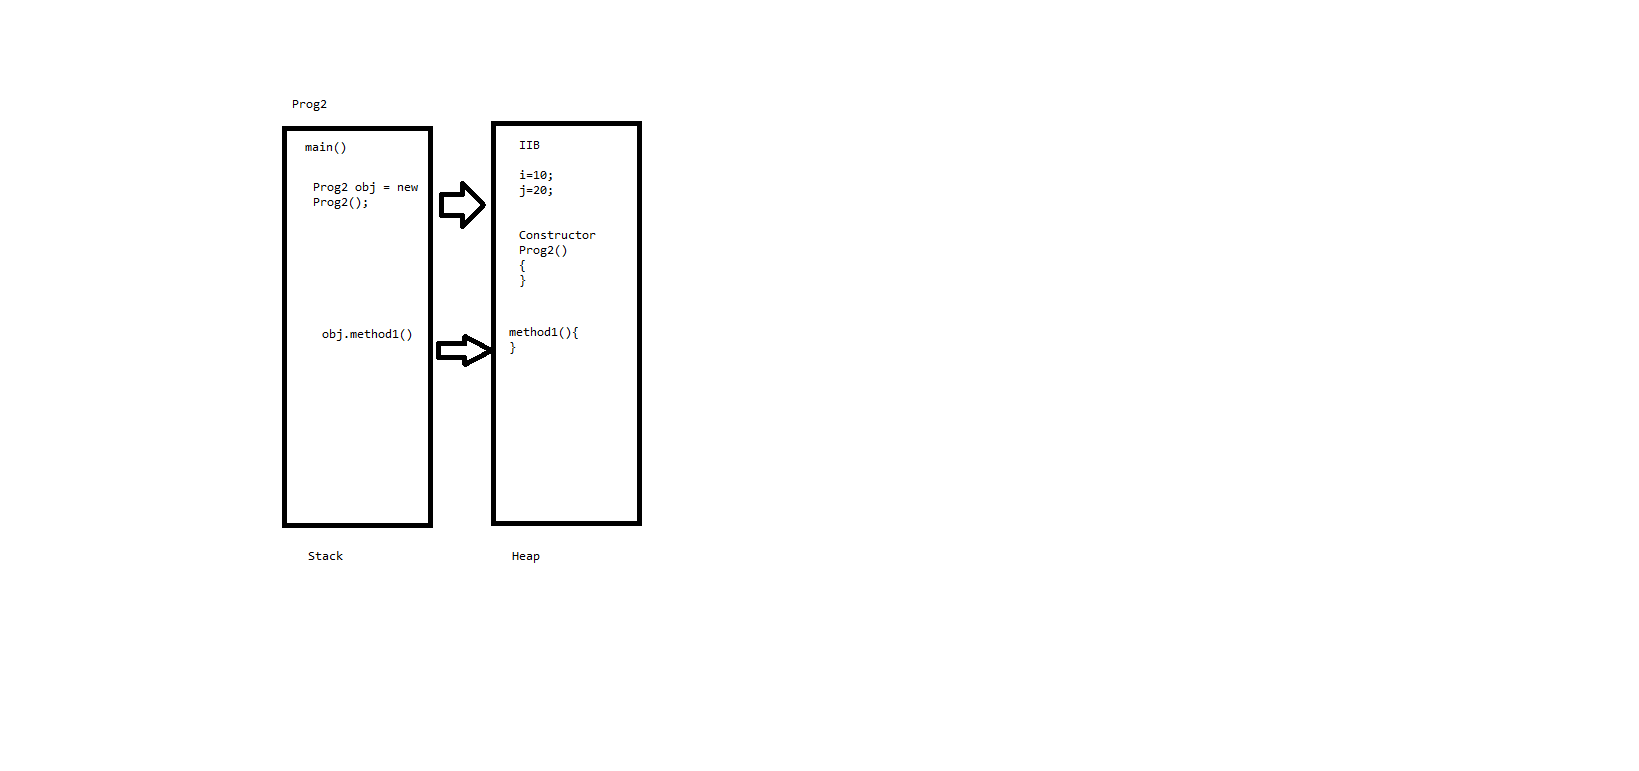 Prog2
main()
Prog2 obj = new
Prog2();
obj.method1()
Stack
IIB
i=10;
j=20;
Constructor
Prog2()
{
}
method1(){
}
Heap